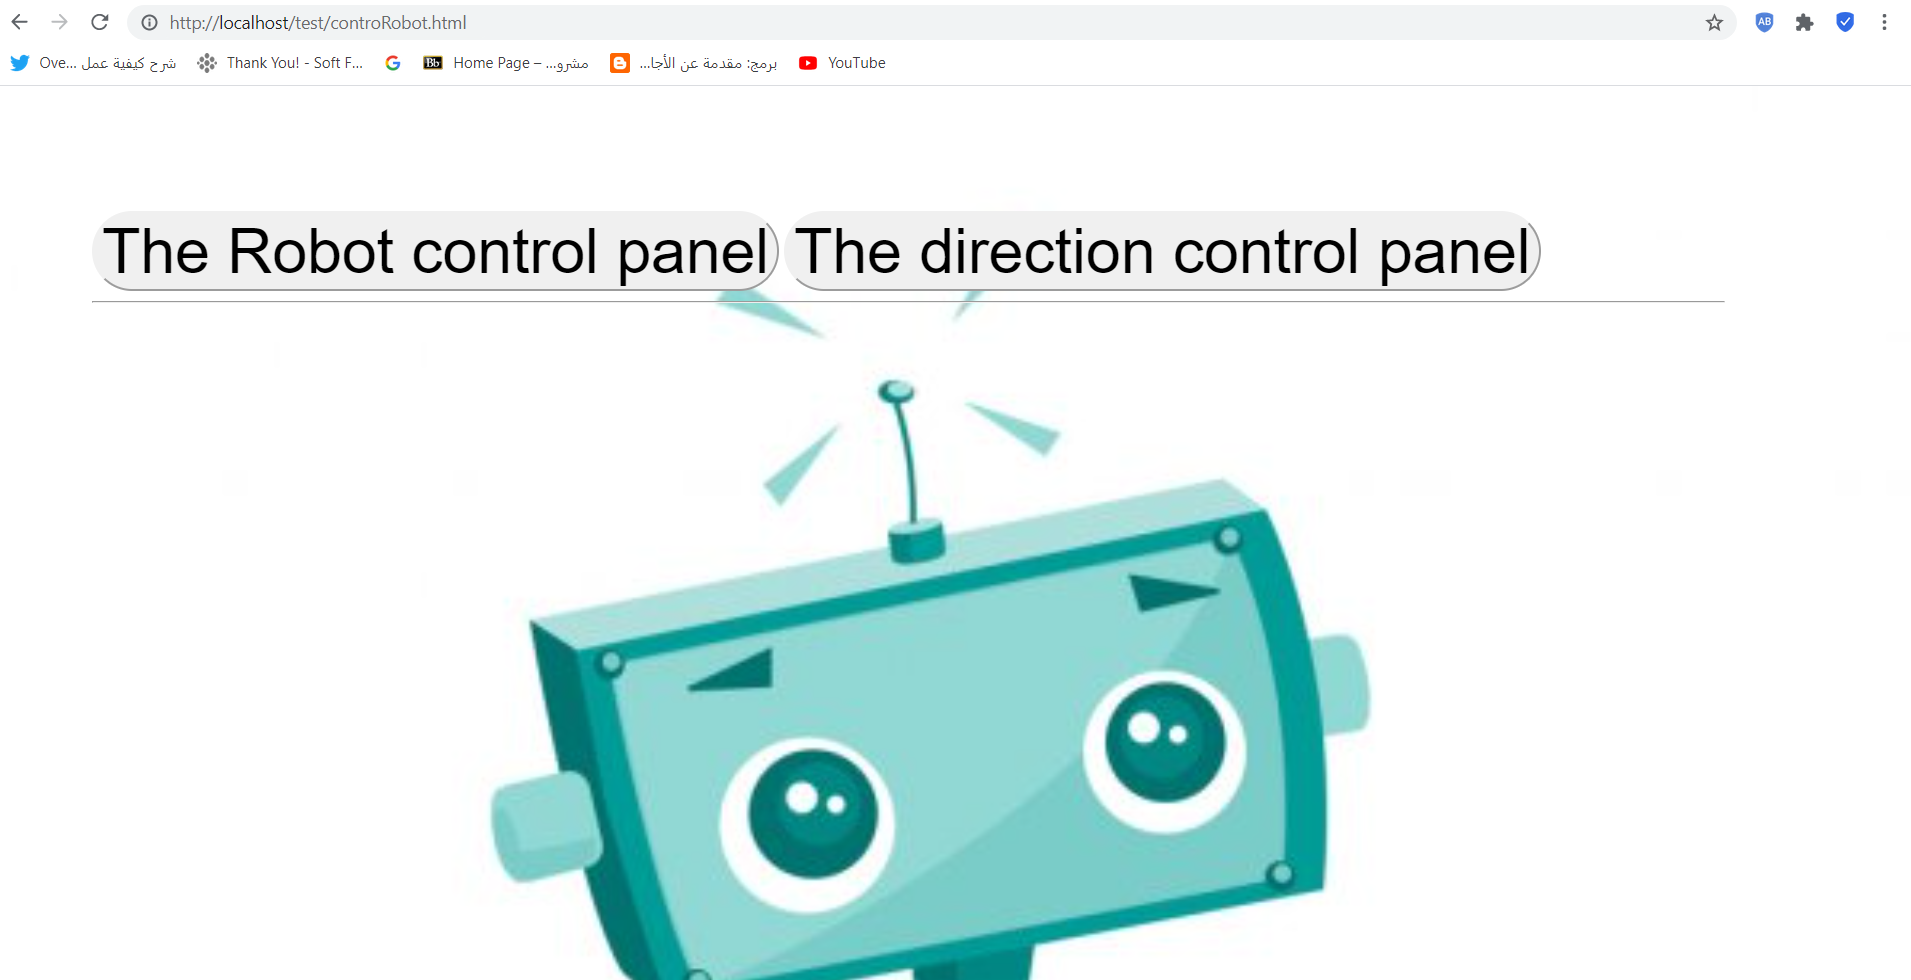 http://localhost/test/controRobot.html
Ove... شرح كيفية عمل
Thank You! - Soft F...
Bb Home Page – ...مشرو
...برمج: مقدمة عن الأجا
YouTube
AB
The Robot control panel
The direction control panel